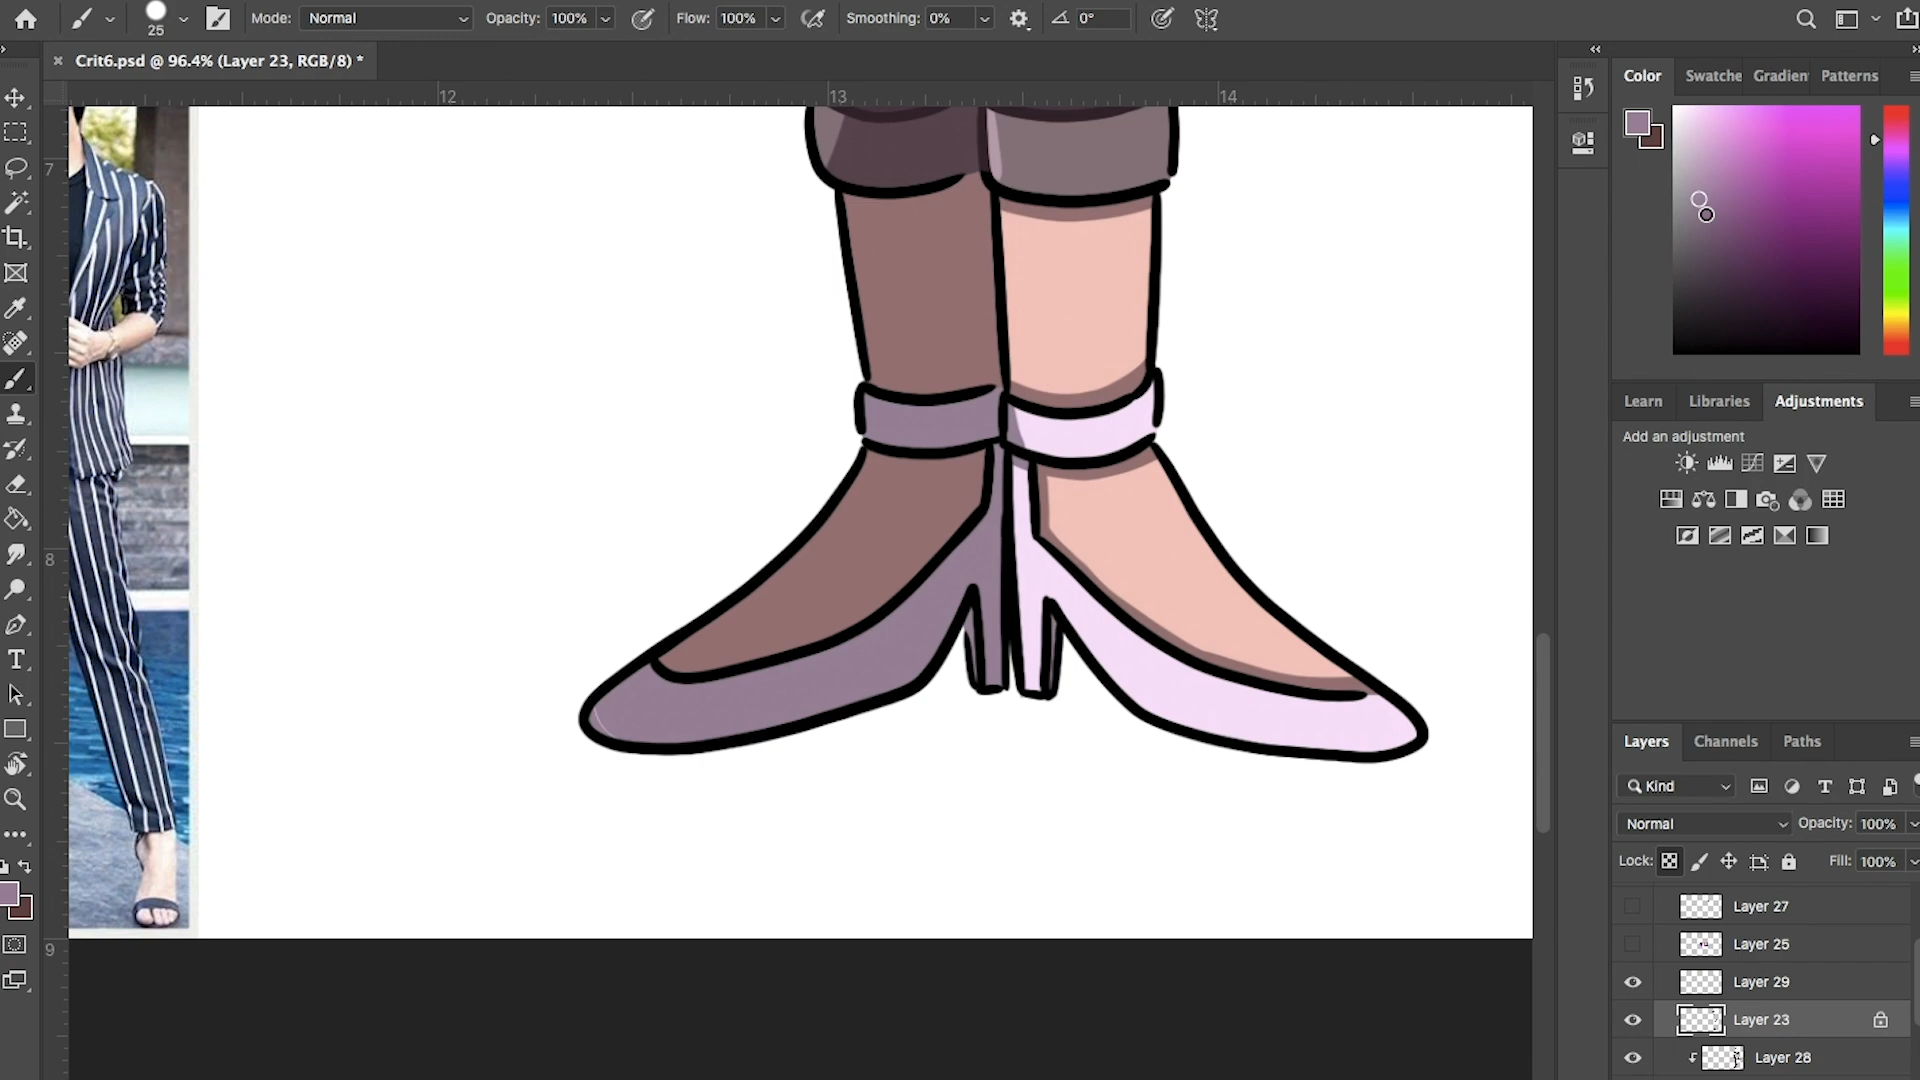 25 Mode: Normal Opacity: 100% Flow: 100% Smoothing: 0% 0°
× Crit6.psd @ 96.4% (Layer 23, RGB/8) *
12 13 14
7
8
9
Color Swatche Gradien Patterns
Learn Libraries Adjustments
Add an adjustment
Layers Channels Paths
Kind
Normal Opacity: 100%
Lock: Fill: 100%
Layer 27
Layer 25
Layer 29
Layer 23
Layer 28